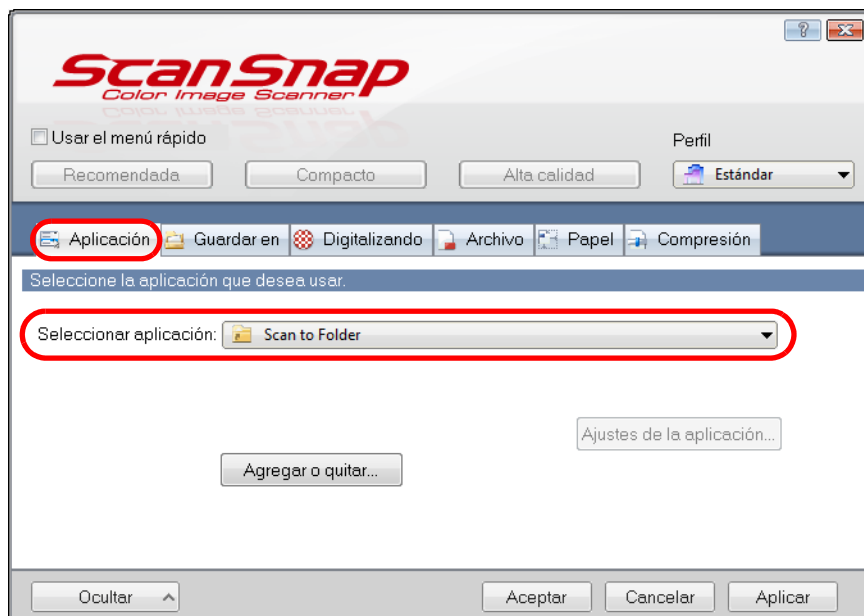 ScanSnap
Color Image Scanner
Usar el menú rápido
Perfil
Recomendada Compacto Alta calidad Estándar
Aplicación Guardar en Digitalizando Archivo Papel Compresión
Seleccione la aplicación que desea usar.
Seleccionar aplicación: Scan to Folder
Ajustes de la aplicación...
Agregar o quitar...
Ocultar Aceptar Cancelar Aplicar